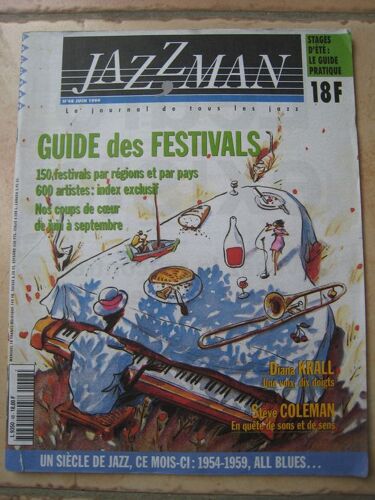 JAZZMAN
N°48 JUIN 1999
Le journal de tous les jazz
STAGES
D'ÉTÉ :
LE GUIDE
PRATIQUE
18F
GUIDE des FESTIVALS
150 festivals par régions et par pays
600 artistes : index exclusif
Nos coups de cœur
de juin à septembre
Diana KRALL
Une voix, dix doigts
Steve COLEMAN
En quête de sons et de sens
UN SIÈCLE DE JAZZ, CE MOIS-CI : 1954-1959, ALL BLUES…